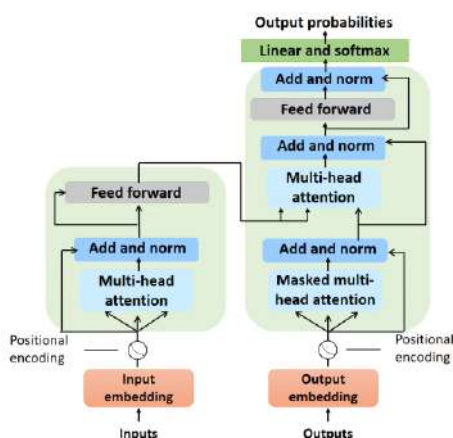 Output probabilities
Linear and softmax
Add and norm
Feed forward
Add and norm
Multi-head
attention
Add and norm
Masked multi-
head attention
Positional
encoding
Output
embedding
Outputs
Feed forward
Add and norm
Multi-head
attention
Positional
encoding
Input
embedding
Inputs